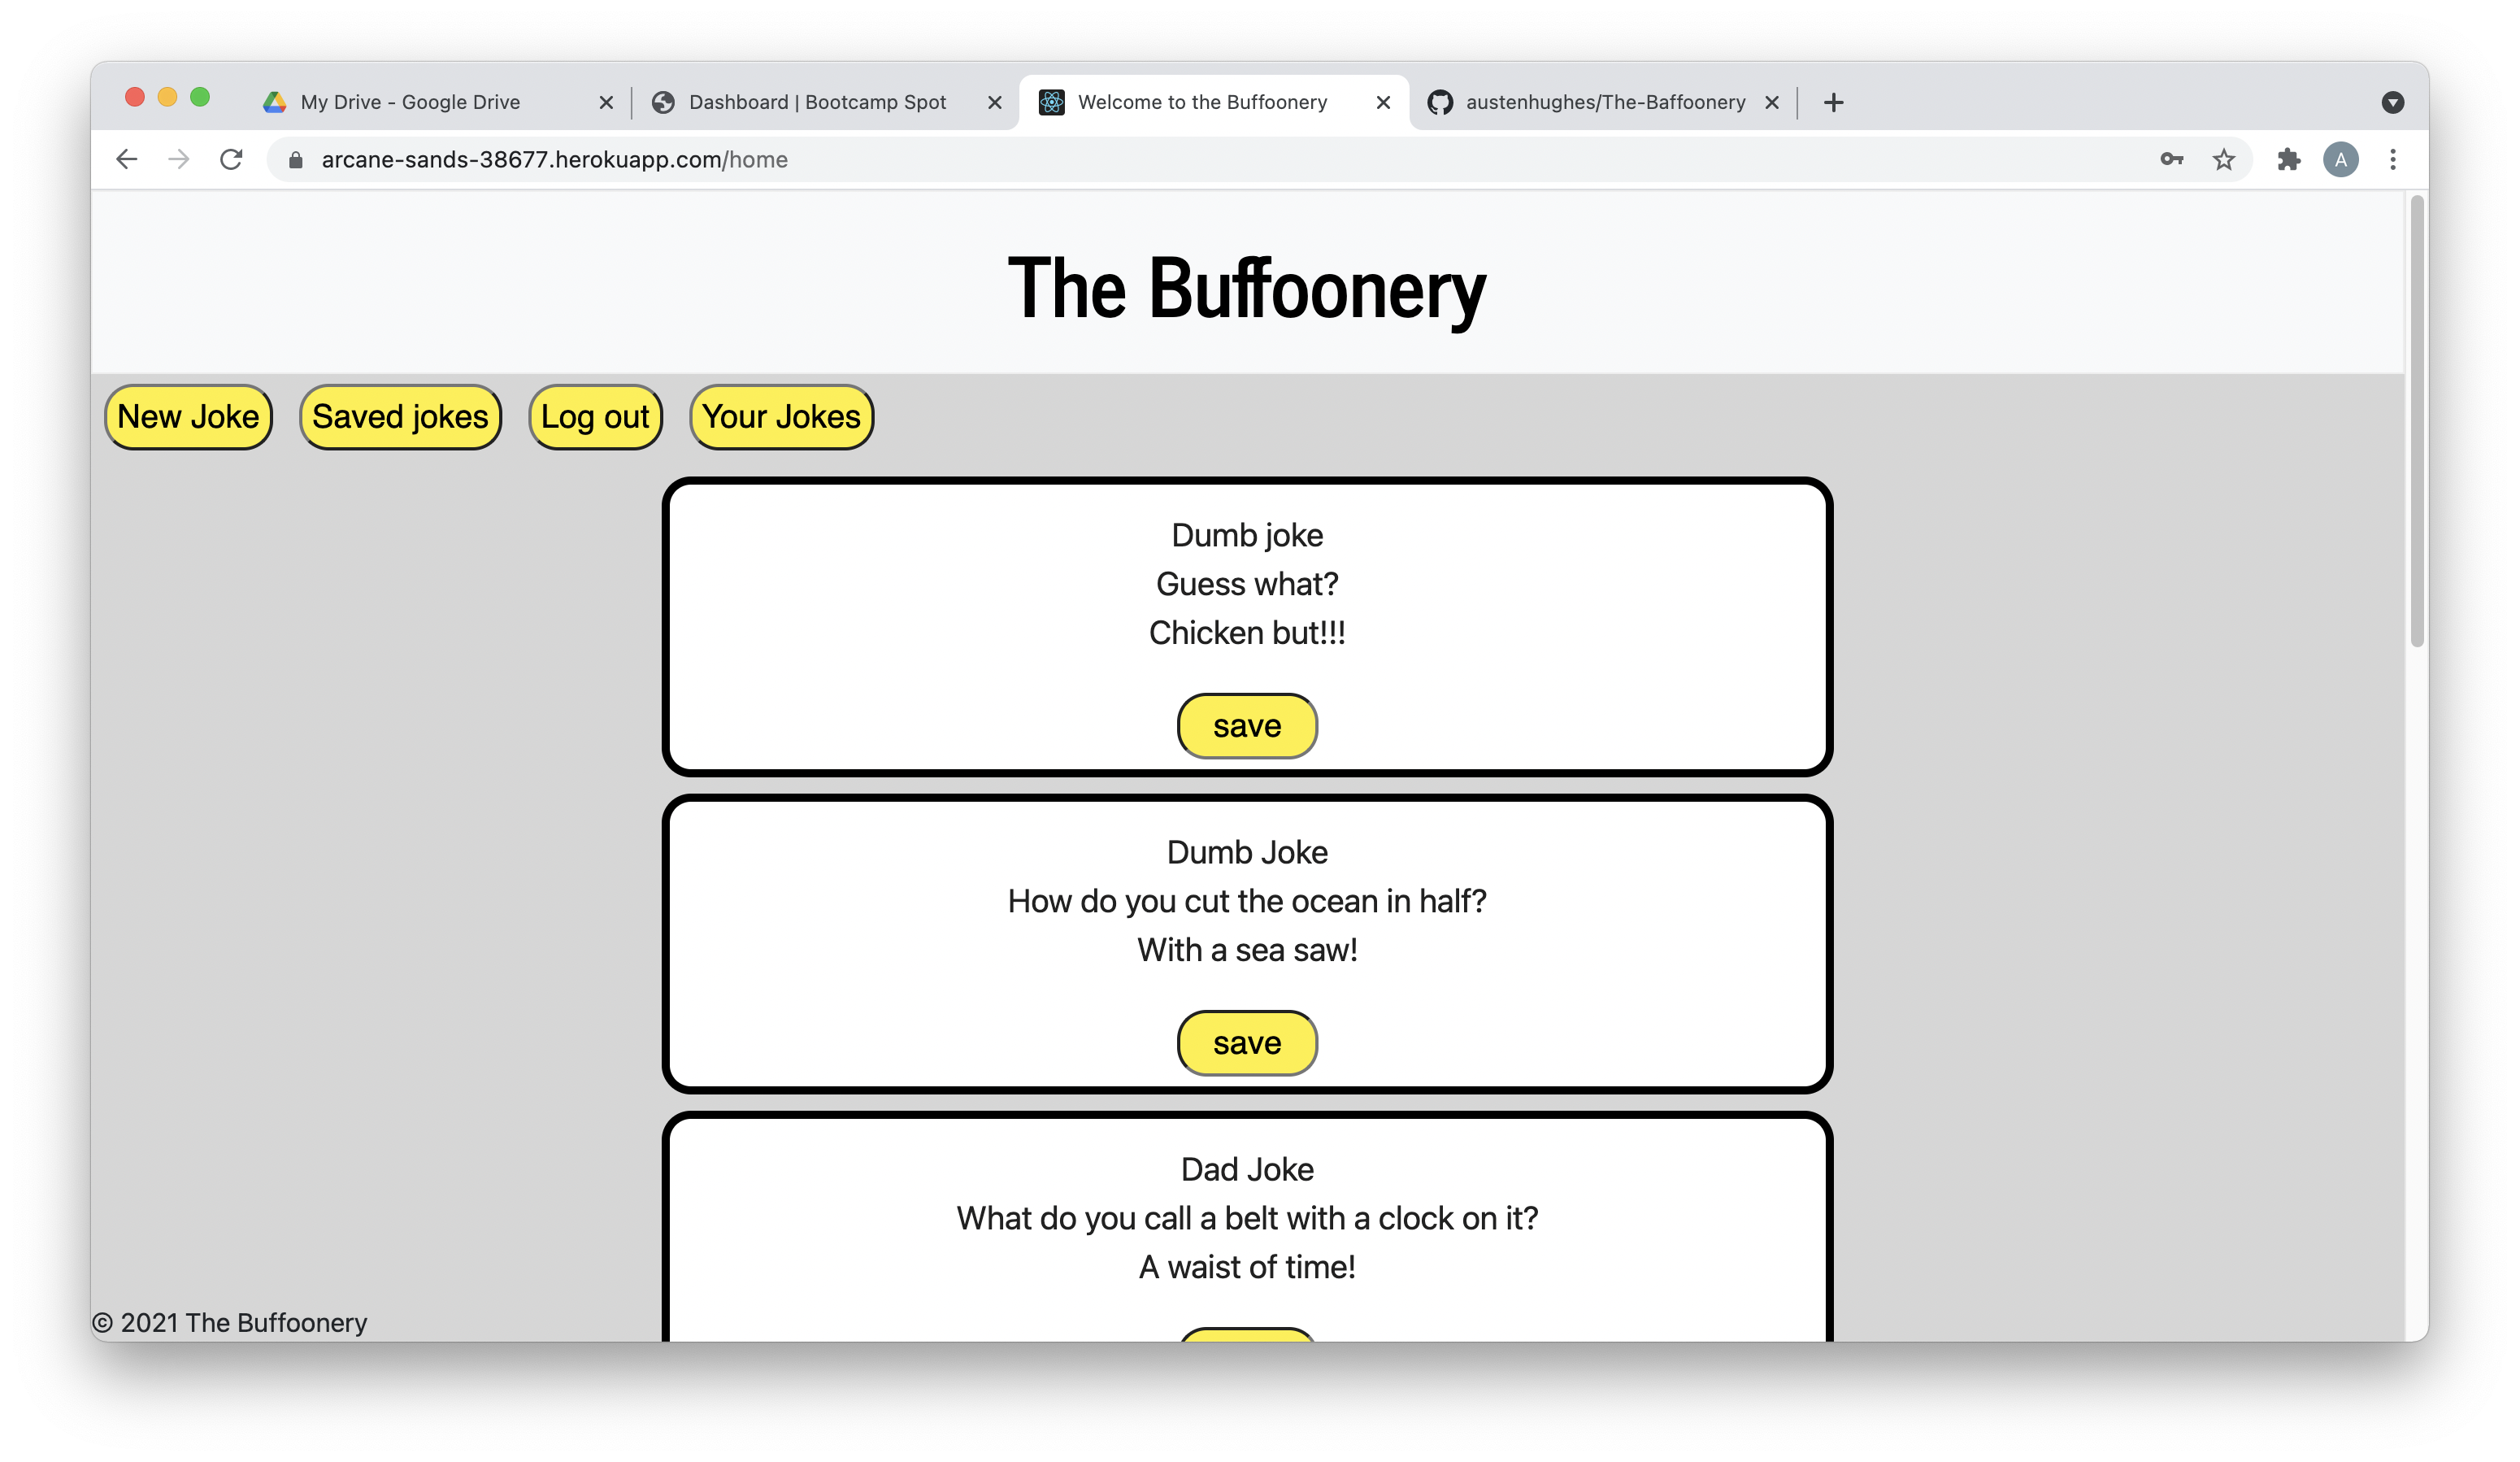 My Drive - Google Drive
Dashboard | Bootcamp Spot
Welcome to the Buffoonery
austenhughes/The-Baffoonery
arcane-sands-38677.herokuapp.com/home
A
The Buffoonery
New Joke
Saved jokes
Log out
Your Jokes
Dumb joke
Guess what?
Chicken but!!!
save
Dumb Joke
How do you cut the ocean in half?
With a sea saw!
save
Dad Joke
What do you call a belt with a clock on it?
A waist of time!
© 2021 The Buffoonery